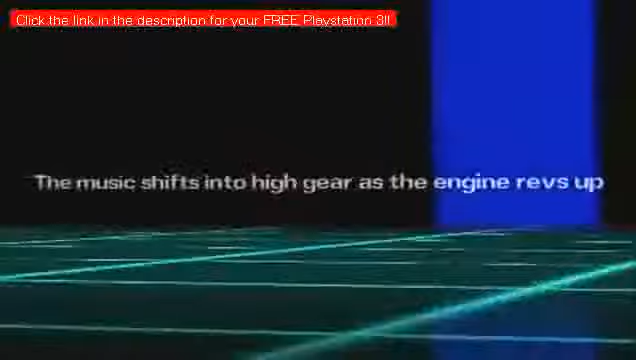 Click the link in the description for your FREE Playstation 3!!
The music shifts into high gear as the engine revs up